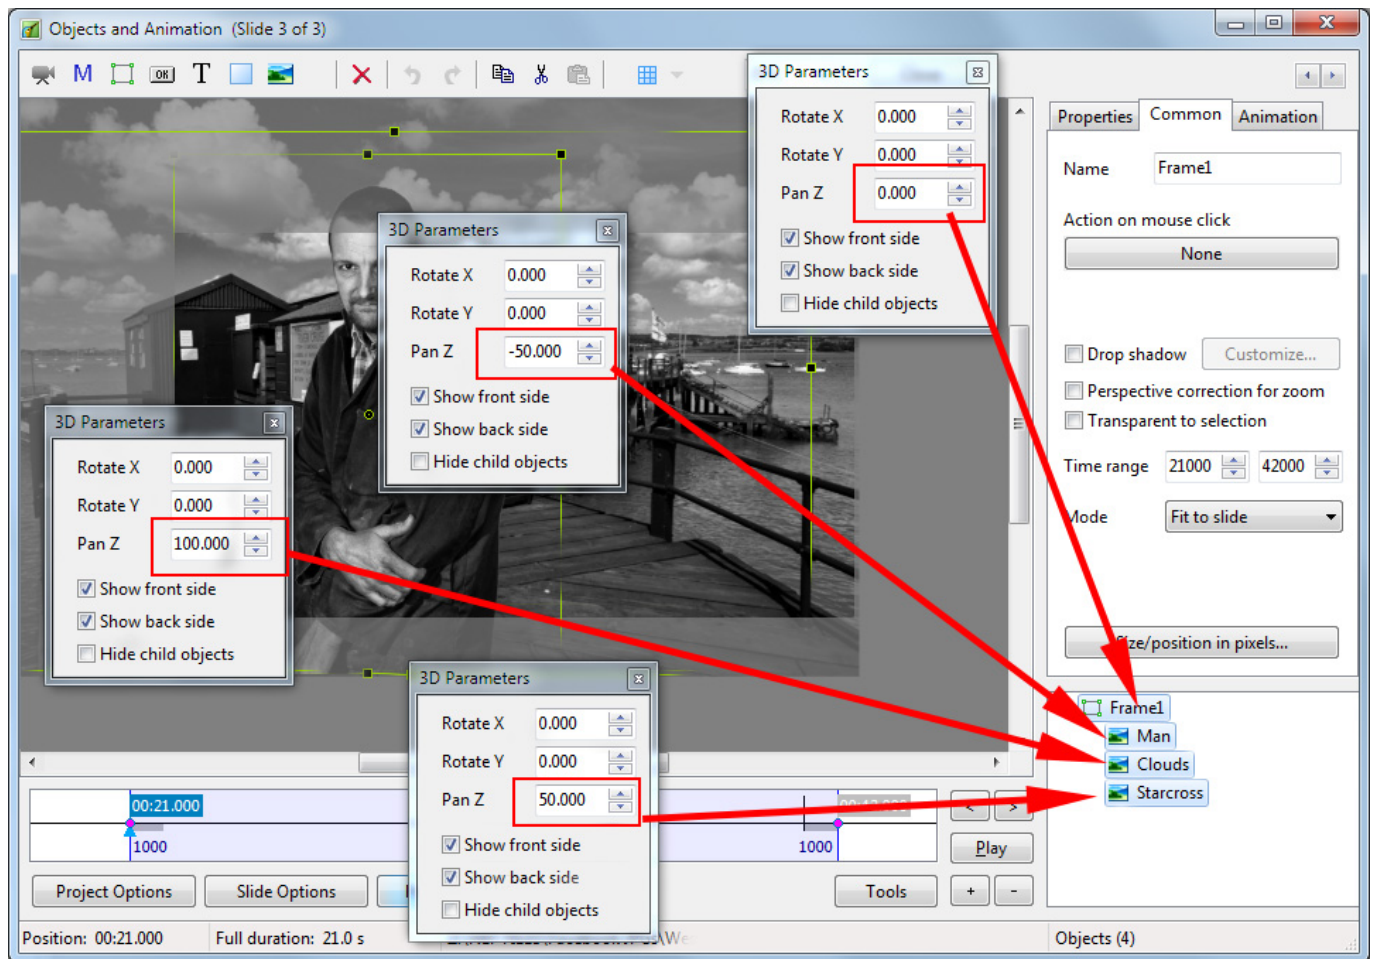 Objects and Animation (Slide 3 of 3)
M OK T
3D Parameters
Rotate X 0.000
Rotate Y 0.000
Pan Z 0.000
Show front side
Show back side
Hide child objects
3D Parameters
Rotate X 0.000
Rotate Y 0.000
Pan Z -50.000
Show front side
Show back side
Hide child objects
3D Parameters
Rotate X 0.000
Rotate Y 0.000
Pan Z 100.000
Show front side
Show back side
Hide child objects
3D Parameters
Rotate X 0.000
Rotate Y 0.000
Pan Z 50.000
Show front side
Show back side
Hide child objects
Properties Common Animation
Name Frame1
Action on mouse click
None
Drop shadow Customize...
Perspective correction for zoom
Transparent to selection
Time range 21000 42000
Mode Fit to slide
Size/position in pixels...
Frame1
Man
Clouds
Starcross
00:21.000
1000 1000
< >
Play
Project Options Slide Options Tools + -
Position: 00:21.000 Full duration: 21.0 s
Objects (4)